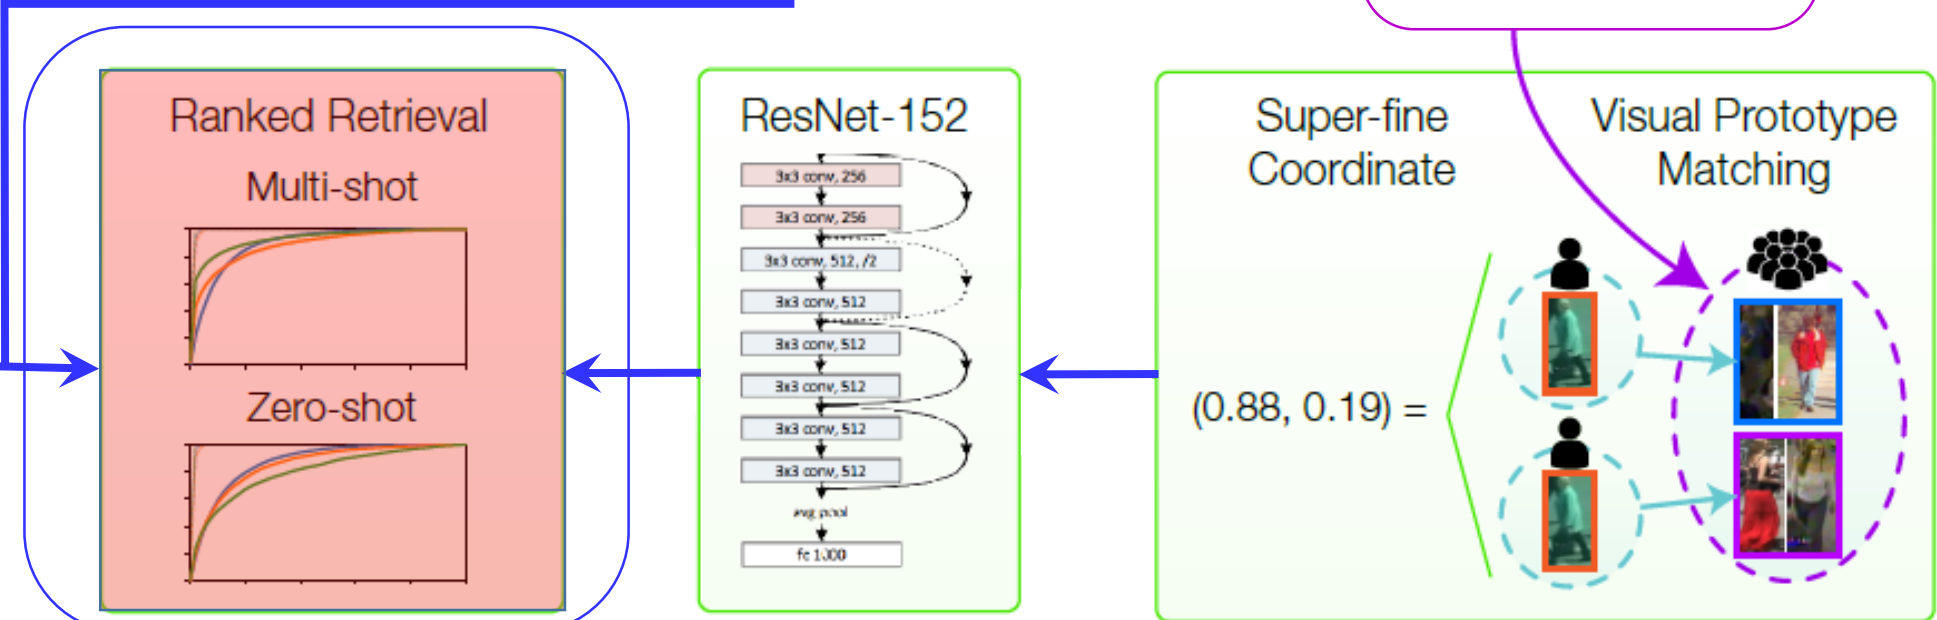 Ranked Retrieval
Multi-shot
Zero-shot
ResNet-152
3x3 conv, 256
3x3 conv, 256
3x3 conv, 512, /2
3x3 conv, 512
3x3 conv, 512
3x3 conv, 512
3x3 conv, 512
3x3 conv, 512
avg pool
fc 1000
Super-fine
Coordinate
Visual Prototype
Matching
(0.88, 0.19) =